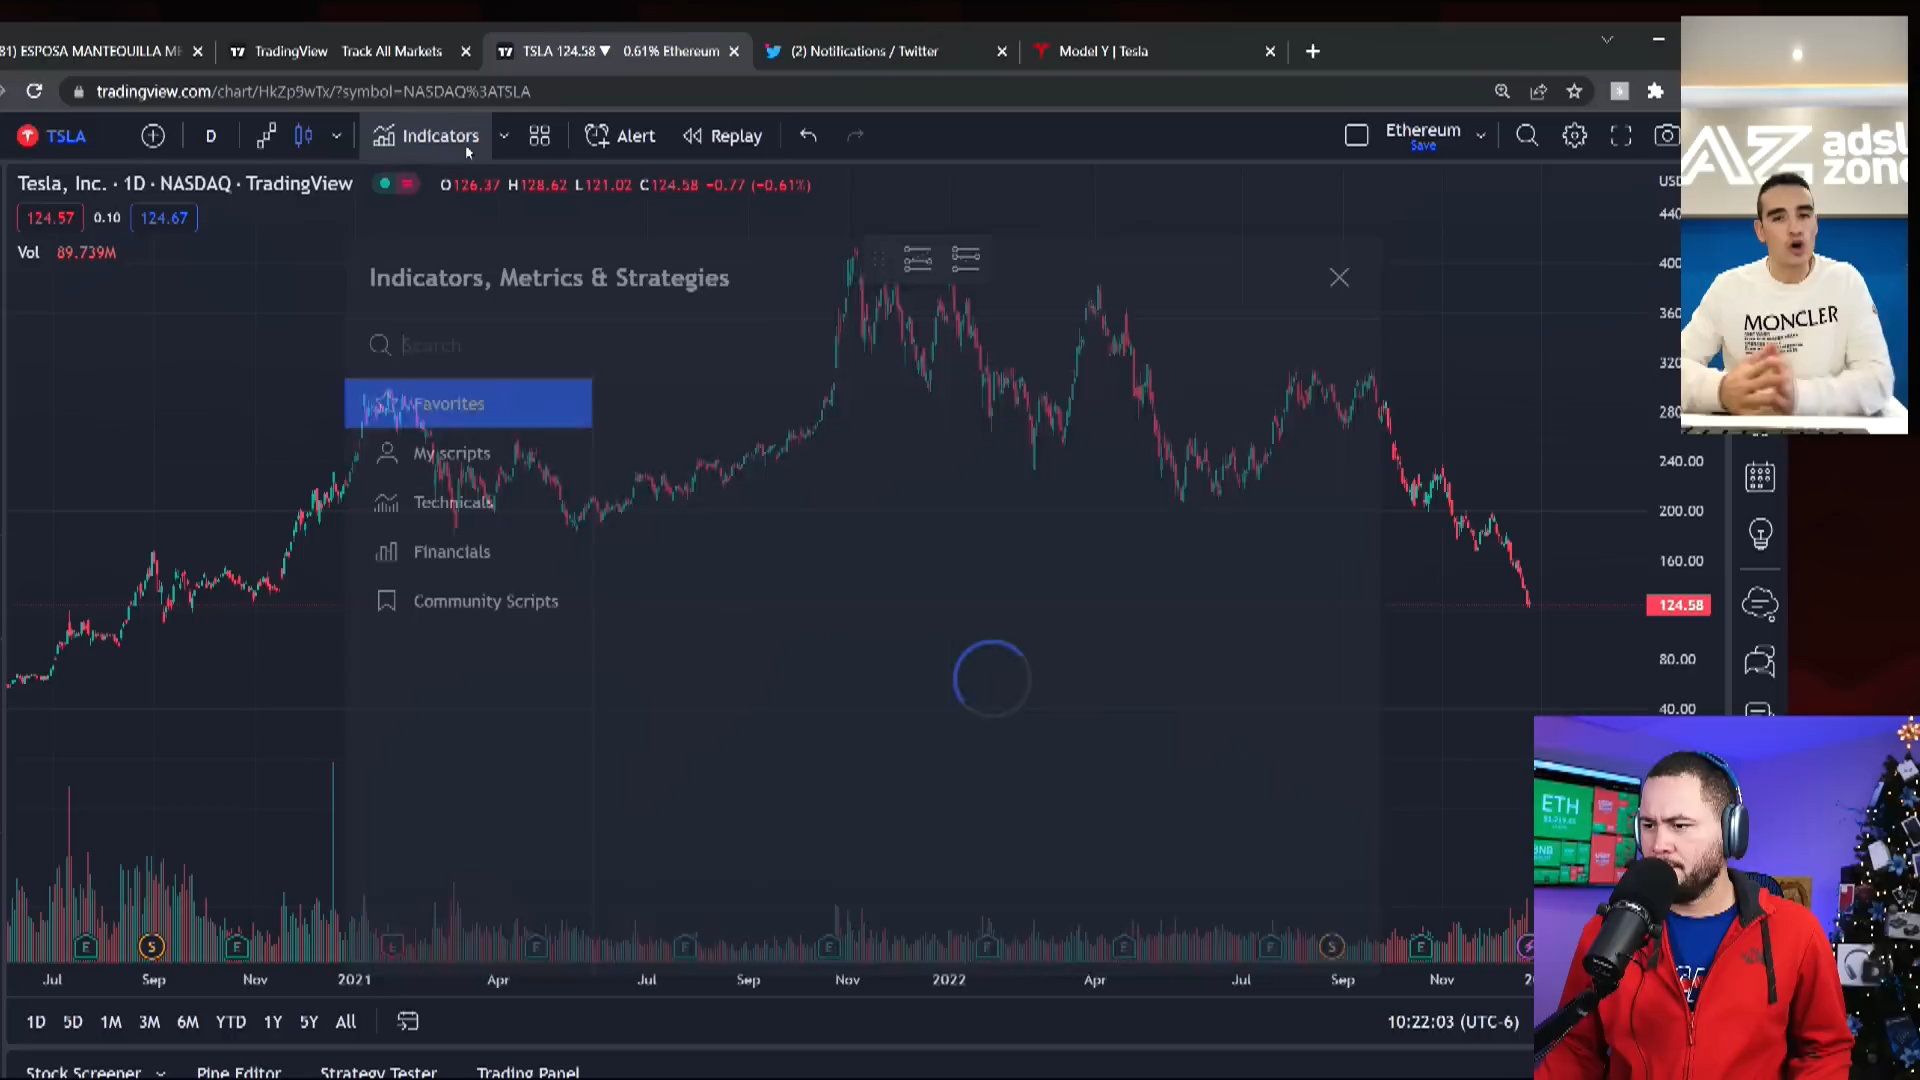 81) ESPOSA MANTEQUILLA M
TradingView Track All Markets
TSLA 124.58 ▼ 0.61% Ethereum
(2) Notifications / Twitter
Model Y | Tesla
tradingview.com/chart/HkZp9wTx/?symbol=NASDAQ%3ATSLA
TSLA
D
Indicators
Alert
Replay
Ethereum
Save
Tesla, Inc. · 1D · NASDAQ · TradingView
O126.37 H128.62 L121.02 C124.58 −0.77 (−0.61%)
124.57 0.10 124.67
Vol 89.739M
Indicators, Metrics & Strategies
Search
Favorites
My scripts
Technicals
Financials
Community Scripts
USD
440
400
360
320
280
240.00
200.00
160.00
124.58
80.00
40.00
AZ adsl
zone
MONCLER
ETH
BNB
E S E E E E E E E E S E
Jul Sep Nov 2021 Apr Jul Sep Nov 2022 Apr Jul Sep Nov
1D 5D 1M 3M 6M YTD 1Y 5Y All
10:22:03 (UTC-6)
Stock Screener Pine Editor Strategy Tester Trading Panel